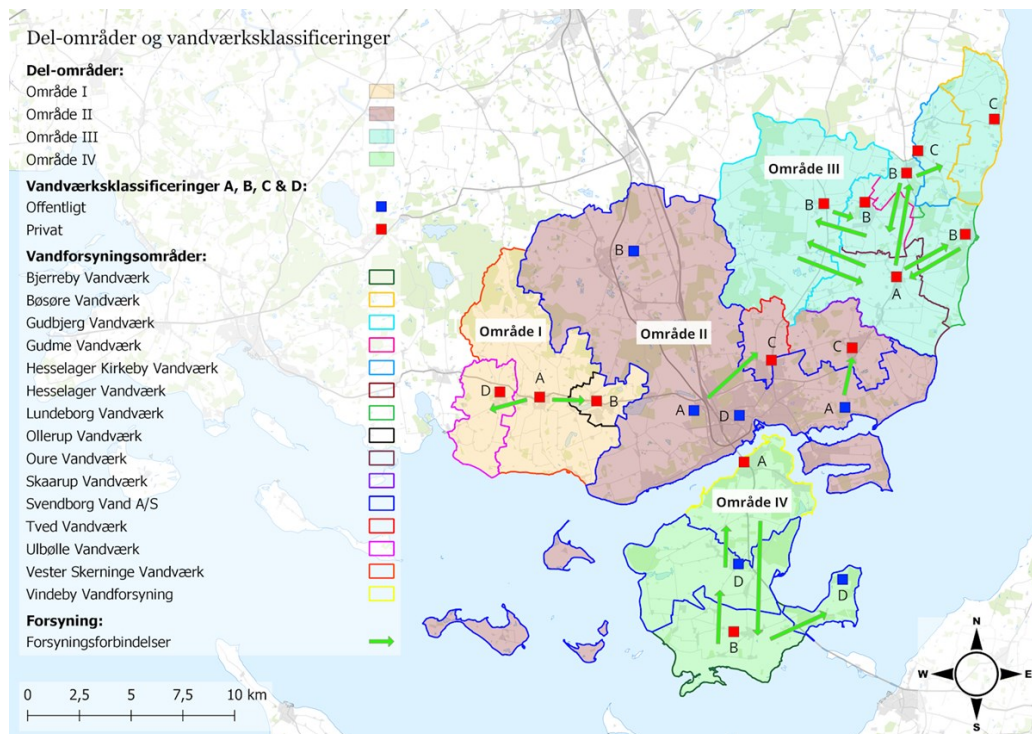 Del-områder og vandværksklassificeringer
Del-områder:
Område I
Område II
Område III
Område IV
Vandværksklassificeringer A, B, C & D:
Offentligt
Privat
Vandforsyningsområder:
Bjerreby Vandværk
Bøsøre Vandværk
Gudbjerg Vandværk
Gudme Vandværk
Hesselager Kirkeby Vandværk
Hesselager Vandværk
Lundeborg Vandværk
Ollerup Vandværk
Oure Vandværk
Skaarup Vandværk
Svendborg Vand A/S
Tved Vandværk
Ulbølle Vandværk
Vester Skerninge Vandværk
Vindeby Vandforsyning
Forsyning:
Forsyningsforbindelser
0 2,5 5 7,5 10 km
C
C
Område III
B
B
B
B
B
A
Område I
Område II
C
C
D
A
B
A
D
A
A
Område IV
D
D
B
N
W
E
S